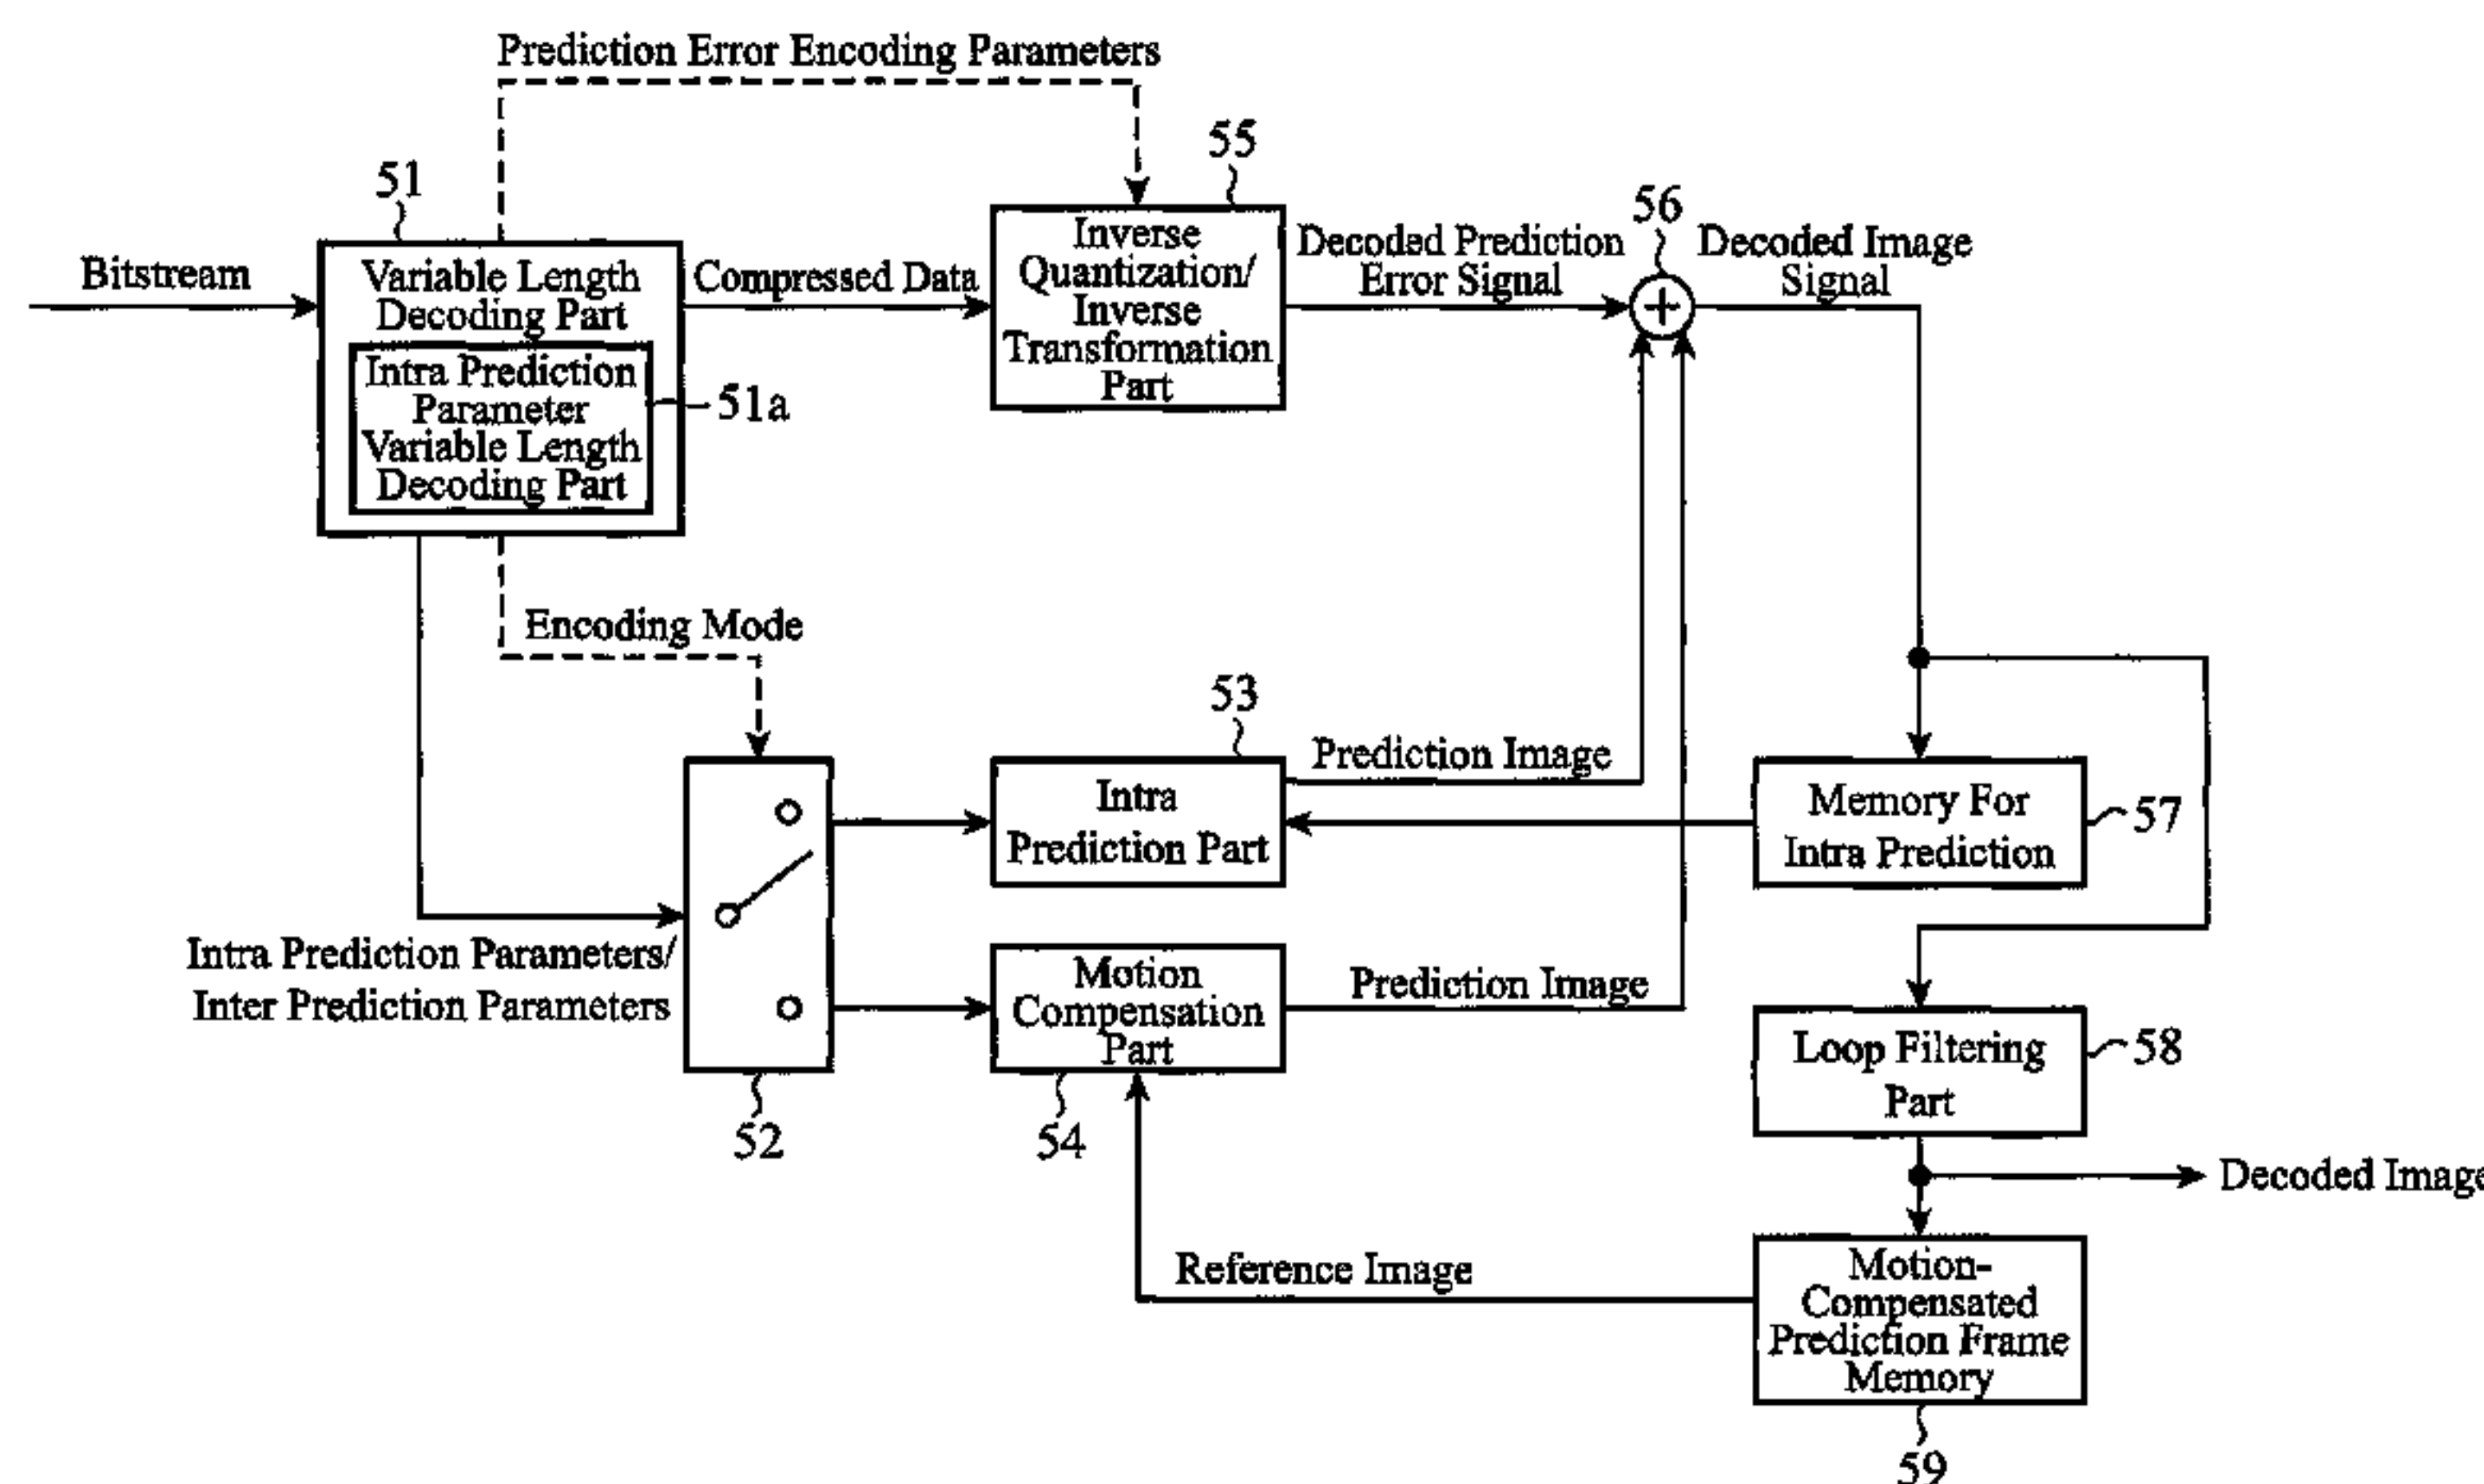 Prediction Error Encoding Parameters
55
51
56
Bitstream
Variable Length
Decoding Part
Compressed Data
Inverse
Quantization/
Inverse
Transformation
Part
Decoded Prediction
Error Signal
Decoded Image
Signal
Intra Prediction
Parameter
Variable Length
Decoding Part
51a
Encoding Mode
53
Intra
Prediction Part
Prediction Image
Memory For
Intra Prediction
57
Intra Prediction Parameters/
Inter Prediction Parameters
Motion
Compensation
Part
Prediction Image
Loop Filtering
Part
58
52
54
Decoded Image
Reference Image
Motion-
Compensated
Prediction Frame
Memory
59